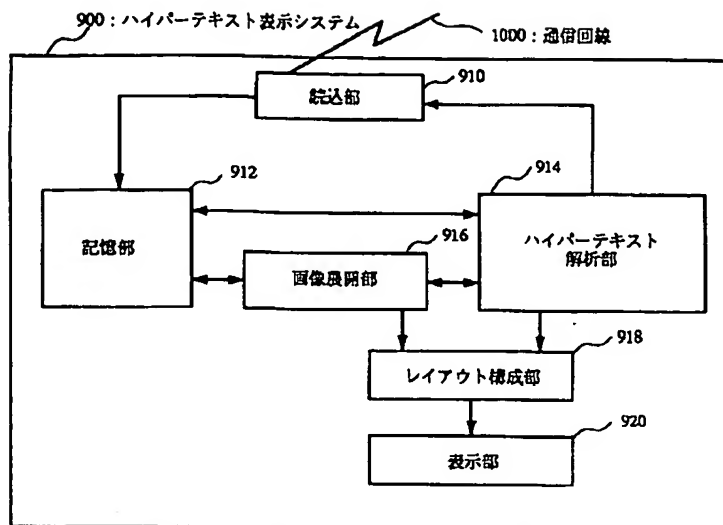 900：ハイパーテキスト表示システム
1000：通信回線
910
読込部
912
914
記憶部
916
ハイパーテキスト
解析部
画像展開部
918
レイアウト構成部
920
表示部